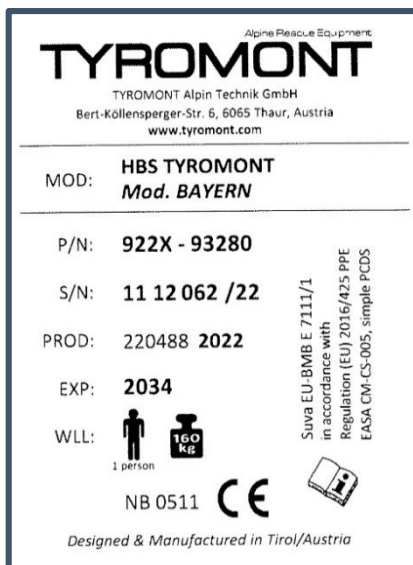 Alpine Rescue Equipment
TYROMONT
TYROMONT Alpin Technik GmbH
Bert-Köllensperger-Str. 6, 6065 Thaur, Austria
www.tyromont.com
MOD: HBS TYROMONT
Mod. BAYERN
P/N: 922X - 93280
S/N: 11 12 062 /22
PROD: 220488 2022
EXP: 2034
WLL: 160 kg
1 person
NB 0511 CE
Suva EU-BMB E 7111/1
in accordance with
Regulation (EU) 2016/425 PPE
EASA CM-CS-005, simple PCDS
i
Designed & Manufactured in Tirol/Austria